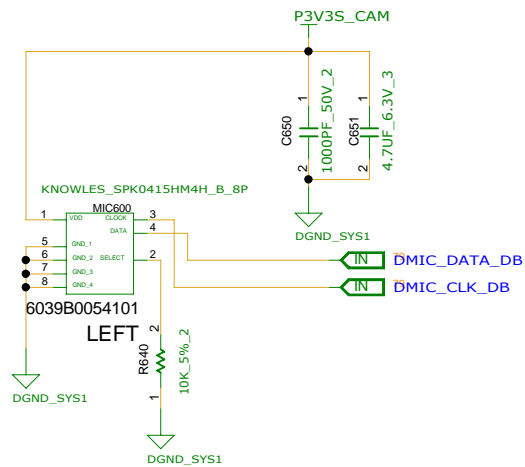 P3V3S_CAM
1
1
C650
1000PF_50V_2
C651
4.7UF_6.3V_3
2
2
DGND_SYS1
KNOWLES_SPK0415HM4H_B_8P
MIC600
1 VDD CLOCK 3
DATA 4
5 GND_1
6 GND_2 SELECT 2
7 GND_3
8 GND_4
IN DMIC_DATA_DB
IN DMIC_CLK_DB
6039B0054101
LEFT
2
R640
10K_5%_2
1
DGND_SYS1
DGND_SYS1